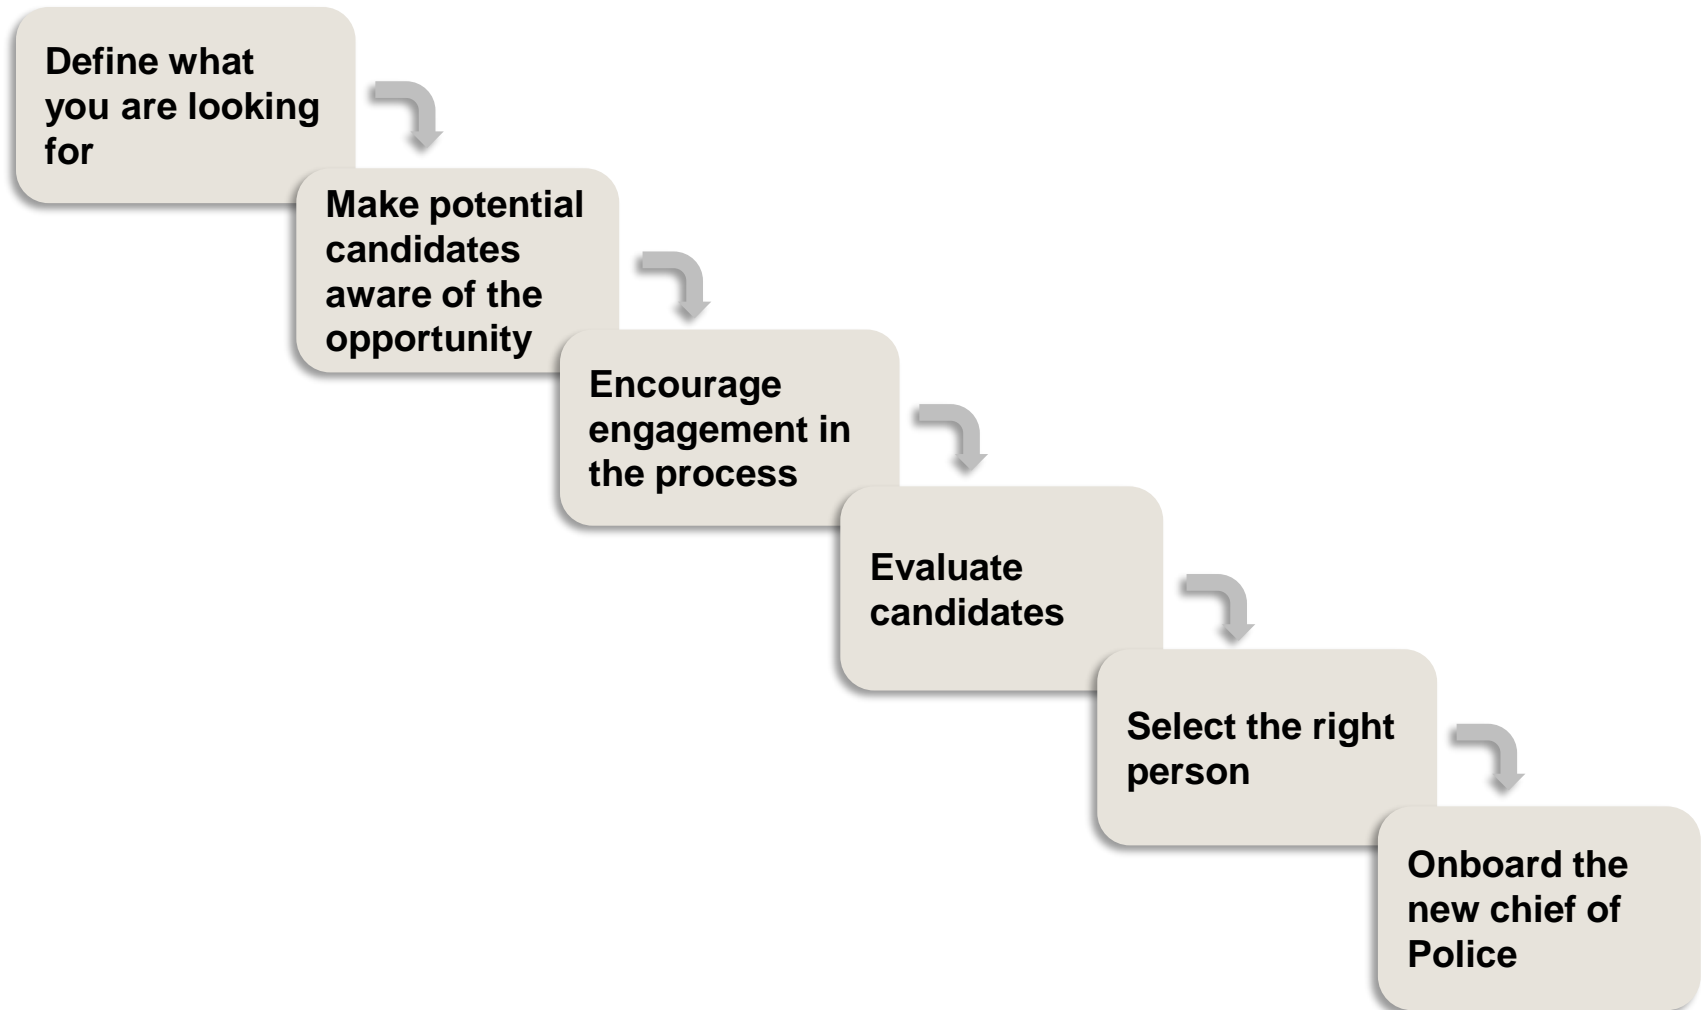 Define what
you are looking
for
Make potential
candidates
aware of the
opportunity
Encourage
engagement in
the process
Evaluate
candidates
Select the right
person
Onboard the
new chief of
Police